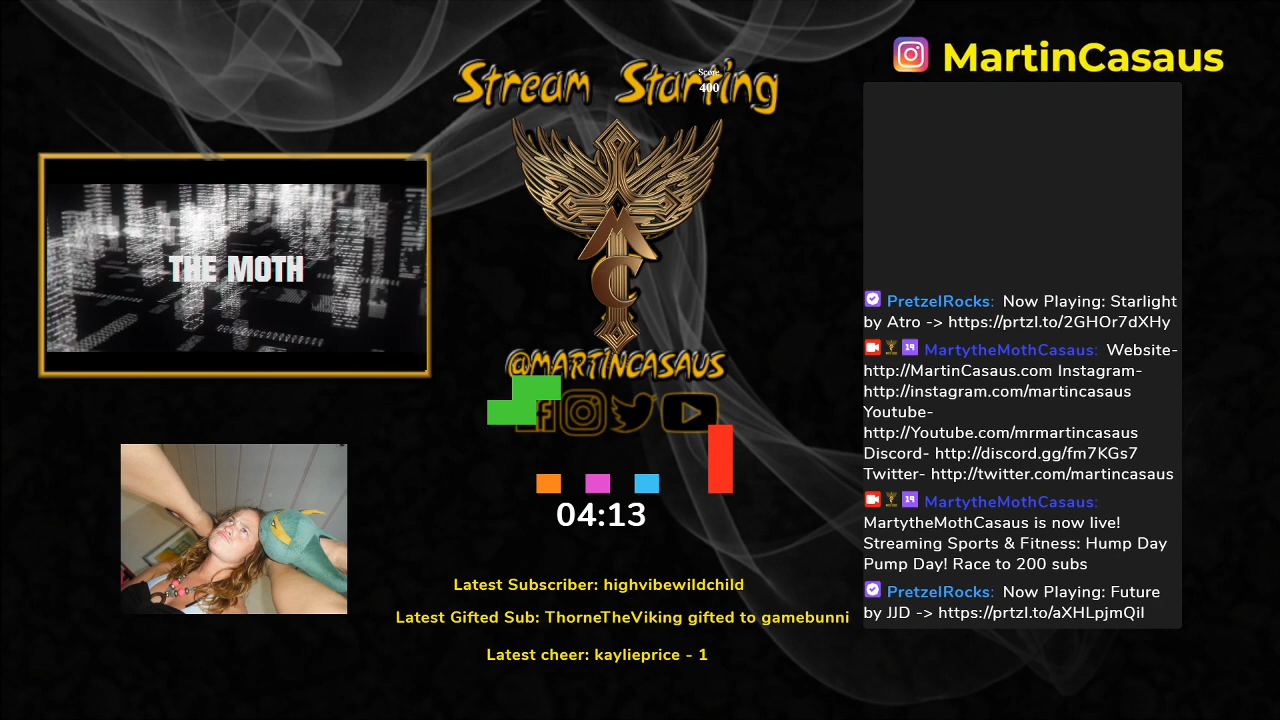 MartinCasaus
Stream Starting
Score
400
THE MOTH
MC
@MARTINCASAUS
04:13
Latest Subscriber: highvibewildchild
Latest Gifted Sub: ThorneTheViking gifted to gamebunni
Latest cheer: kaylieprice - 1
PretzelRocks: Now Playing: Starlight
by Atro -> https://prtzl.to/2GHOr7dXHy
19 MartytheMothCasaus: Website-
http://MartinCasaus.com Instagram-
http://instagram.com/martincasaus
Youtube-
http://Youtube.com/mrmartincasaus
Discord- http://discord.gg/fm7KGs7
Twitter- http://twitter.com/martincasaus
19 MartytheMothCasaus:
MartytheMothCasaus is now live!
Streaming Sports & Fitness: Hump Day
Pump Day! Race to 200 subs
PretzelRocks: Now Playing: Future
by JJD -> https://prtzl.to/aXHLpjmQil